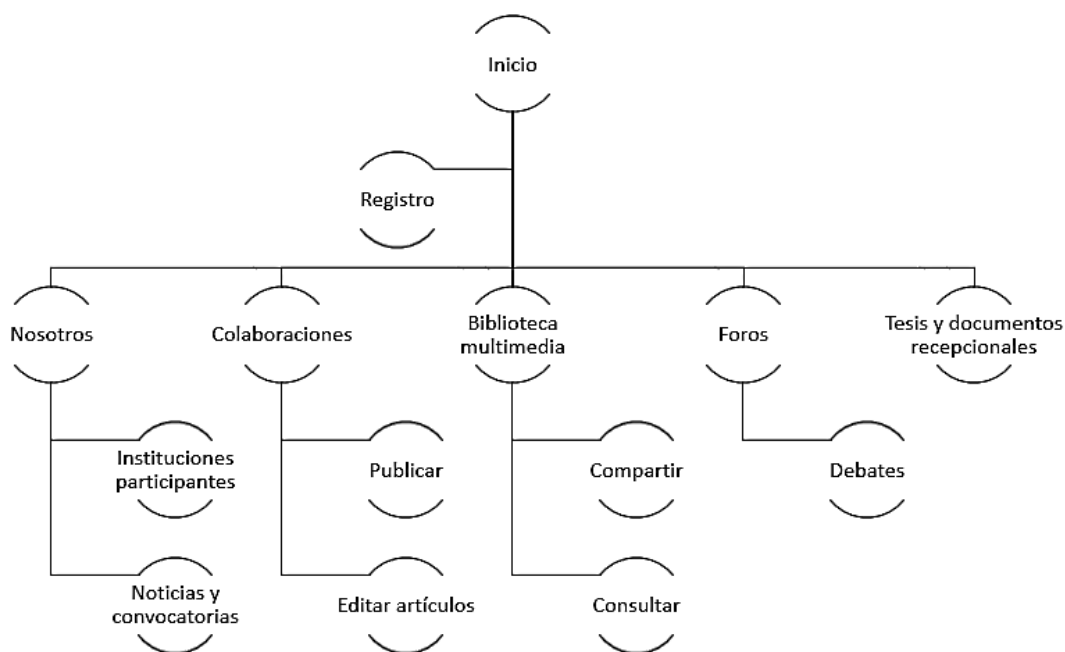 Inicio
Registro
Nosotros
Colaboraciones
Biblioteca
multimedia
Foros
Tesis y documentos
recepcionales
Instituciones
participantes
Publicar
Compartir
Debates
Noticias y
convocatorias
Editar artículos
Consultar